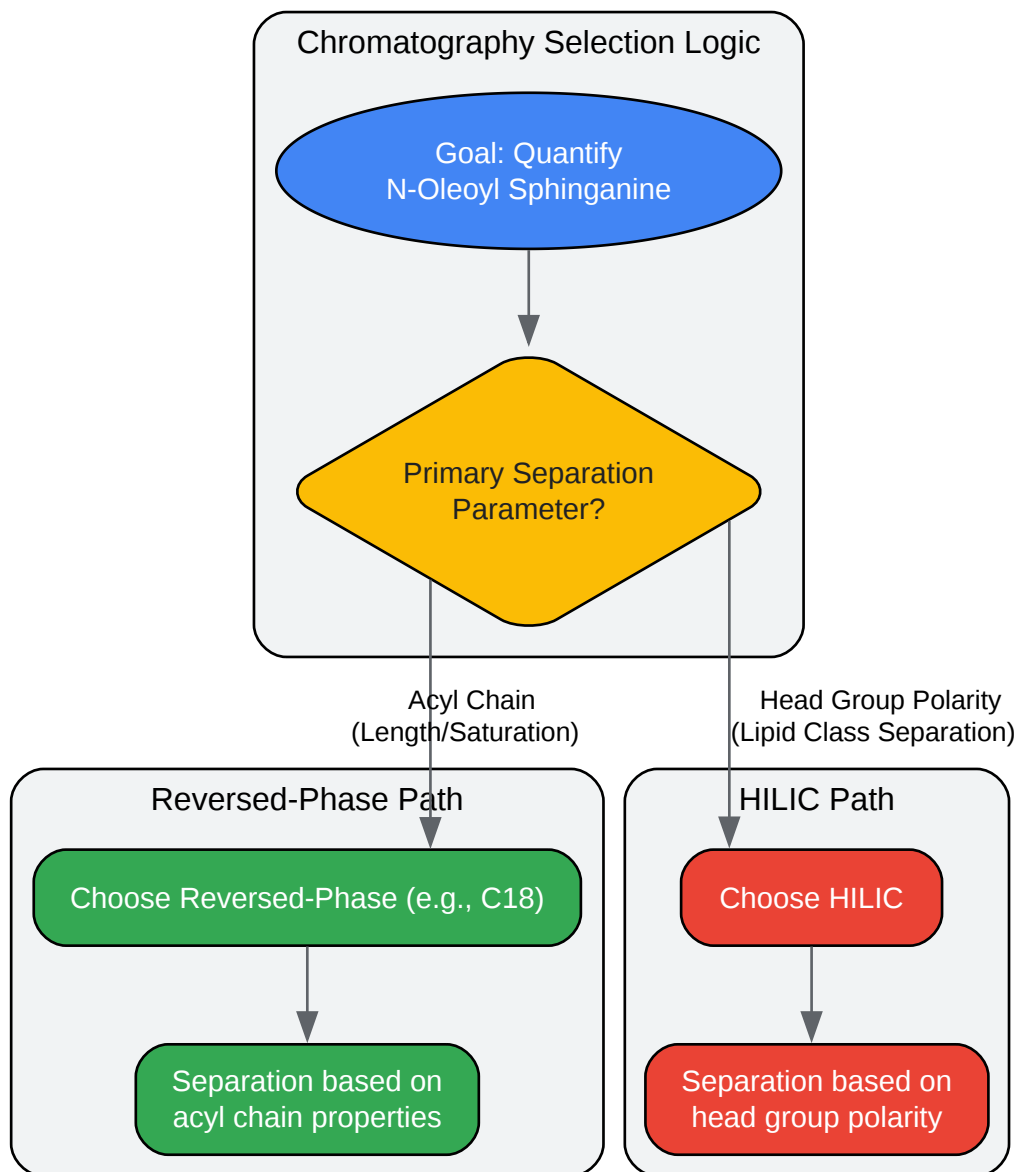 Chromatography Selection Logic
Goal: Quantify
N-Oleoyl Sphinganine
Primary Separation
Parameter?
Acyl Chain
(Length/Saturation)
Head Group Polarity
(Lipid Class Separation)
Reversed-Phase Path
Choose Reversed-Phase (e.g., C18)
Separation based on
acyl chain properties
HILIC Path
Choose HILIC
Separation based on
head group polarity